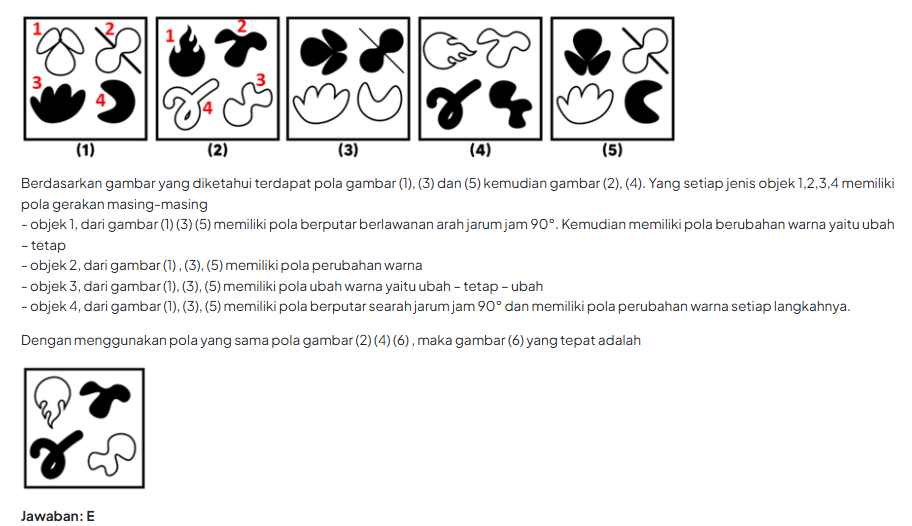 1 2
3 4
1 2
3
4
(1) (2) (3) (4) (5)
Berdasarkan gambar yang diketahui terdapat pola gambar (1), (3) dan (5) kemudian gambar (2), (4). Yang setiap jenis objek 1,2,3,4 memiliki
pola gerakan masing-masing
- objek 1, dari gambar (1) (3) (5) memiliki pola berputar berlawanan arah jarum jam 90°. Kemudian memiliki pola berubahan warna yaitu ubah
– tetap
- objek 2, dari gambar (1) , (3), (5) memiliki pola perubahan warna
- objek 3, dari gambar (1), (3), (5) memiliki pola ubah warna yaitu ubah – tetap – ubah
- objek 4, dari gambar (1), (3), (5) memiliki pola berputar searah jarum jam 90° dan memiliki pola perubahan warna setiap langkahnya.
Dengan menggunakan pola yang sama pola gambar (2) (4) (6) , maka gambar (6) yang tepat adalah
Jawaban: E